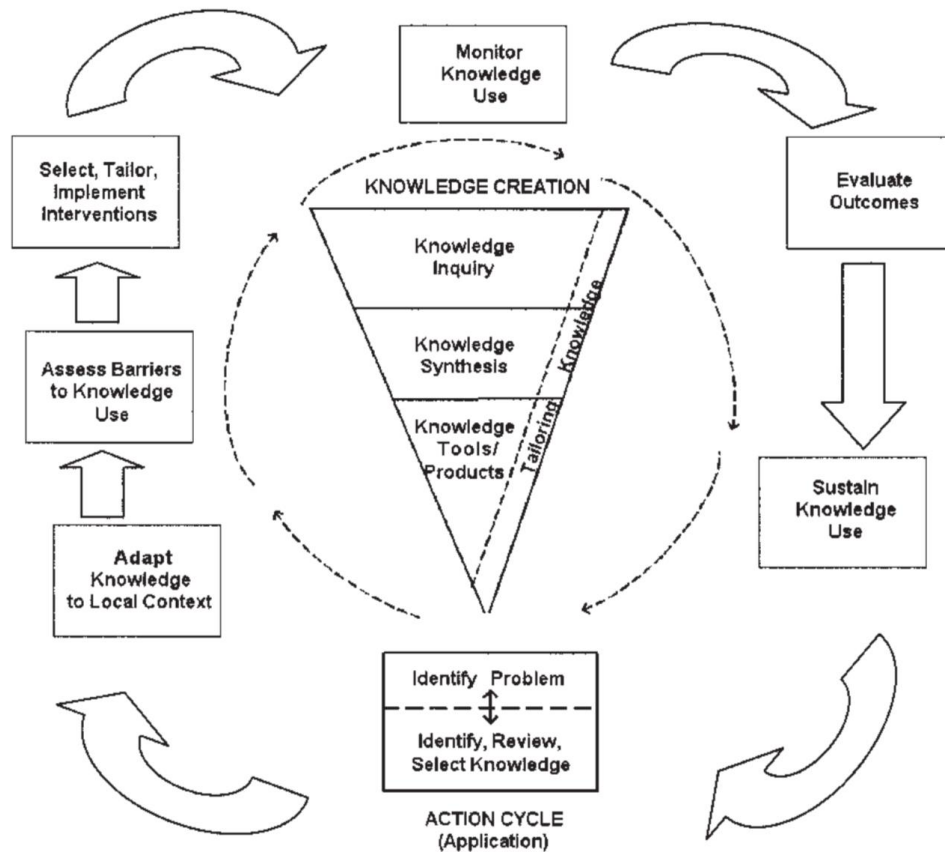 Monitor
Knowledge
Use
Select, Tailor,
Implement
Interventions
Evaluate
Outcomes
KNOWLEDGE CREATION
Knowledge
Inquiry
Knowledge
Synthesis
Knowledge
Tools/
Products
Tailoring Knowledge
Assess Barriers
to Knowledge
Use
Sustain
Knowledge
Use
Adapt
Knowledge
to Local Context
Identify Problem
Identify, Review,
Select Knowledge
ACTION CYCLE
(Application)